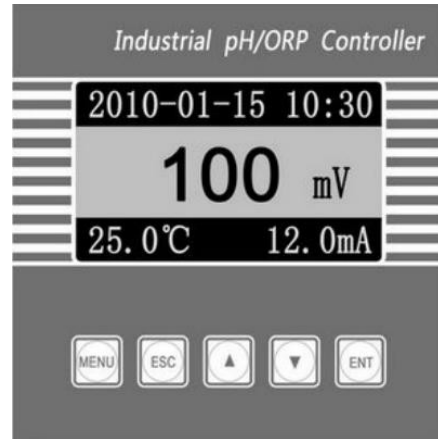 Industrial pH/ORP Controller
2010-01-15 10:30
100 mV
25.0℃ 12.0mA
MENU ESC ▲ ▼ ENT